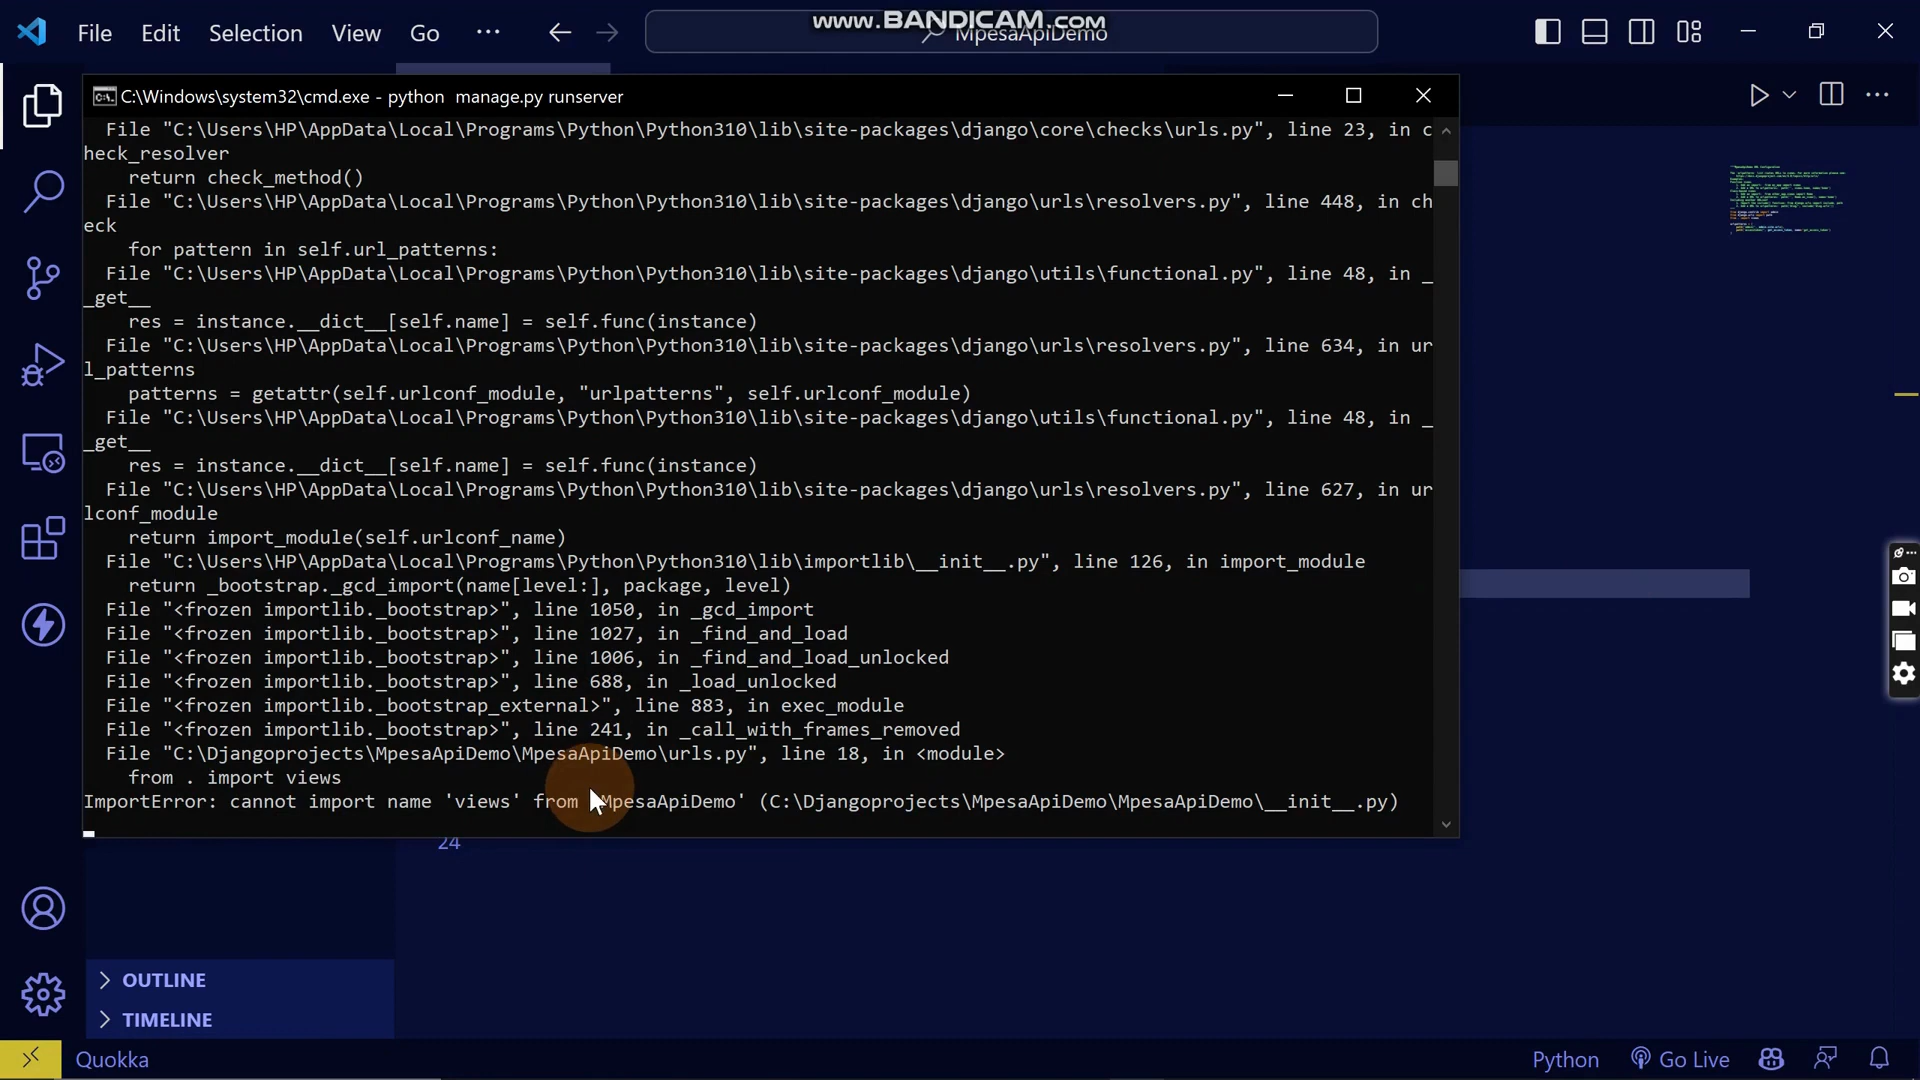 File Edit Selection View Go ··· www.BANDICAM.com MpesaApiDemo
C:\Windows\system32\cmd.exe - python  manage.py runserver
File "C:\Users\HP\AppData\Local\Programs\Python\Python310\lib\site-packages\django\core\checks\urls.py", line 23, in c
heck_resolver
return check_method()
File "C:\Users\HP\AppData\Local\Programs\Python\Python310\lib\site-packages\django\urls\resolvers.py", line 448, in ch
eck
for pattern in self.url_patterns:
File "C:\Users\HP\AppData\Local\Programs\Python\Python310\lib\site-packages\django\utils\functional.py", line 48, in _
_get__
res = instance.__dict__[self.name] = self.func(instance)
File "C:\Users\HP\AppData\Local\Programs\Python\Python310\lib\site-packages\django\urls\resolvers.py", line 634, in ur
l_patterns
patterns = getattr(self.urlconf_module, "urlpatterns", self.urlconf_module)
File "C:\Users\HP\AppData\Local\Programs\Python\Python310\lib\site-packages\django\utils\functional.py", line 48, in _
_get__
res = instance.__dict__[self.name] = self.func(instance)
File "C:\Users\HP\AppData\Local\Programs\Python\Python310\lib\site-packages\django\urls\resolvers.py", line 627, in ur
lconf_module
return import_module(self.urlconf_name)
File "C:\Users\HP\AppData\Local\Programs\Python\Python310\lib\importlib\__init__.py", line 126, in import_module
return _bootstrap._gcd_import(name[level:], package, level)
File "<frozen importlib._bootstrap>", line 1050, in _gcd_import
File "<frozen importlib._bootstrap>", line 1027, in _find_and_load
File "<frozen importlib._bootstrap>", line 1006, in _find_and_load_unlocked
File "<frozen importlib._bootstrap>", line 688, in _load_unlocked
File "<frozen importlib._bootstrap_external>", line 883, in exec_module
File "<frozen importlib._bootstrap>", line 241, in _call_with_frames_removed
File "C:\Djangoprojects\MpesaApiDemo\MpesaApiDemo\urls.py", line 18, in <module>
from . import views
ImportError: cannot import name 'views' from 'MpesaApiDemo' (C:\Djangoprojects\MpesaApiDemo\MpesaApiDemo\__init__.py)
24
OUTLINE
TIMELINE
Quokka Python Go Live